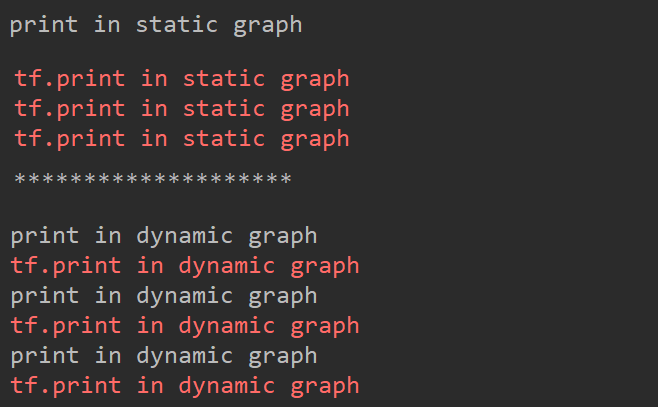 print in static graph
tf.print in static graph
tf.print in static graph
tf.print in static graph
********************
print in dynamic graph
tf.print in dynamic graph
print in dynamic graph
tf.print in dynamic graph
print in dynamic graph
tf.print in dynamic graph